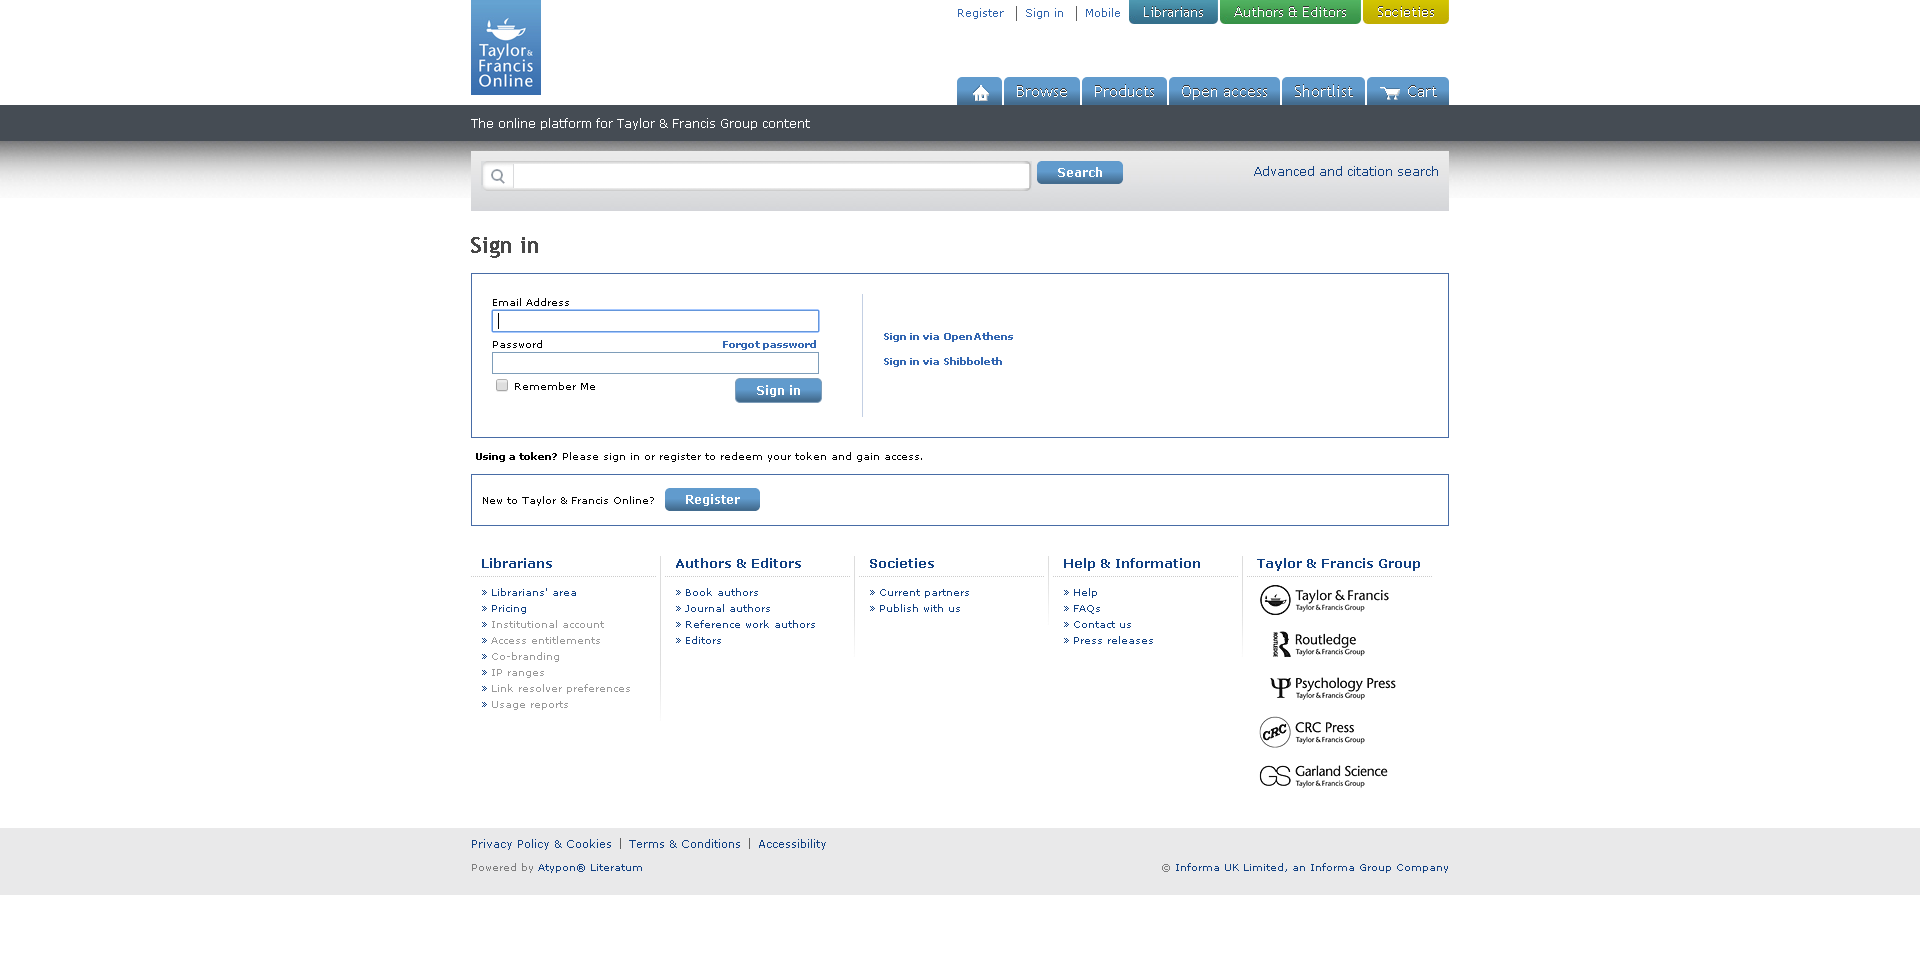 Taylor &
Francis
Online
Register
Sign in
Mobile
Librarians
Authors & Editors
Societies
Browse
Products
Open access
Shortlist
Cart
The online platform for Taylor & Francis Group content
Search
Advanced and citation search
Sign in
Email Address
Password
Forgot password
Remember Me
Sign in
Sign in via OpenAthens
Sign in via Shibboleth
Using a token? Please sign in or register to redeem your token and gain access.
New to Taylor & Francis Online?
Register
Librarians
» Librarians' area
» Pricing
» Institutional account
» Access entitlements
» Co-branding
» IP ranges
» Link resolver preferences
» Usage reports
Authors & Editors
» Book authors
» Journal authors
» Reference work authors
» Editors
Societies
» Current partners
» Publish with us
Help & Information
» Help
» FAQs
» Contact us
» Press releases
Taylor & Francis Group
Taylor & Francis
Taylor & Francis Group
ROUTLEDGE
Routledge
Taylor & Francis Group
Psychology Press
Taylor & Francis Group
CRC
CRC Press
Taylor & Francis Group
GS
Garland Science
Taylor & Francis Group
Privacy Policy & Cookies | Terms & Conditions | Accessibility
Powered by Atypon® Literatum
© Informa UK Limited, an Informa Group Company